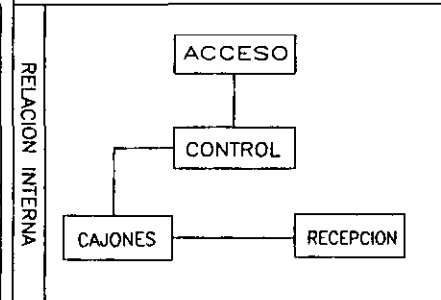 RELACION INTERNA
ACCESO
CONTROL
CAJONES
RECEPCION